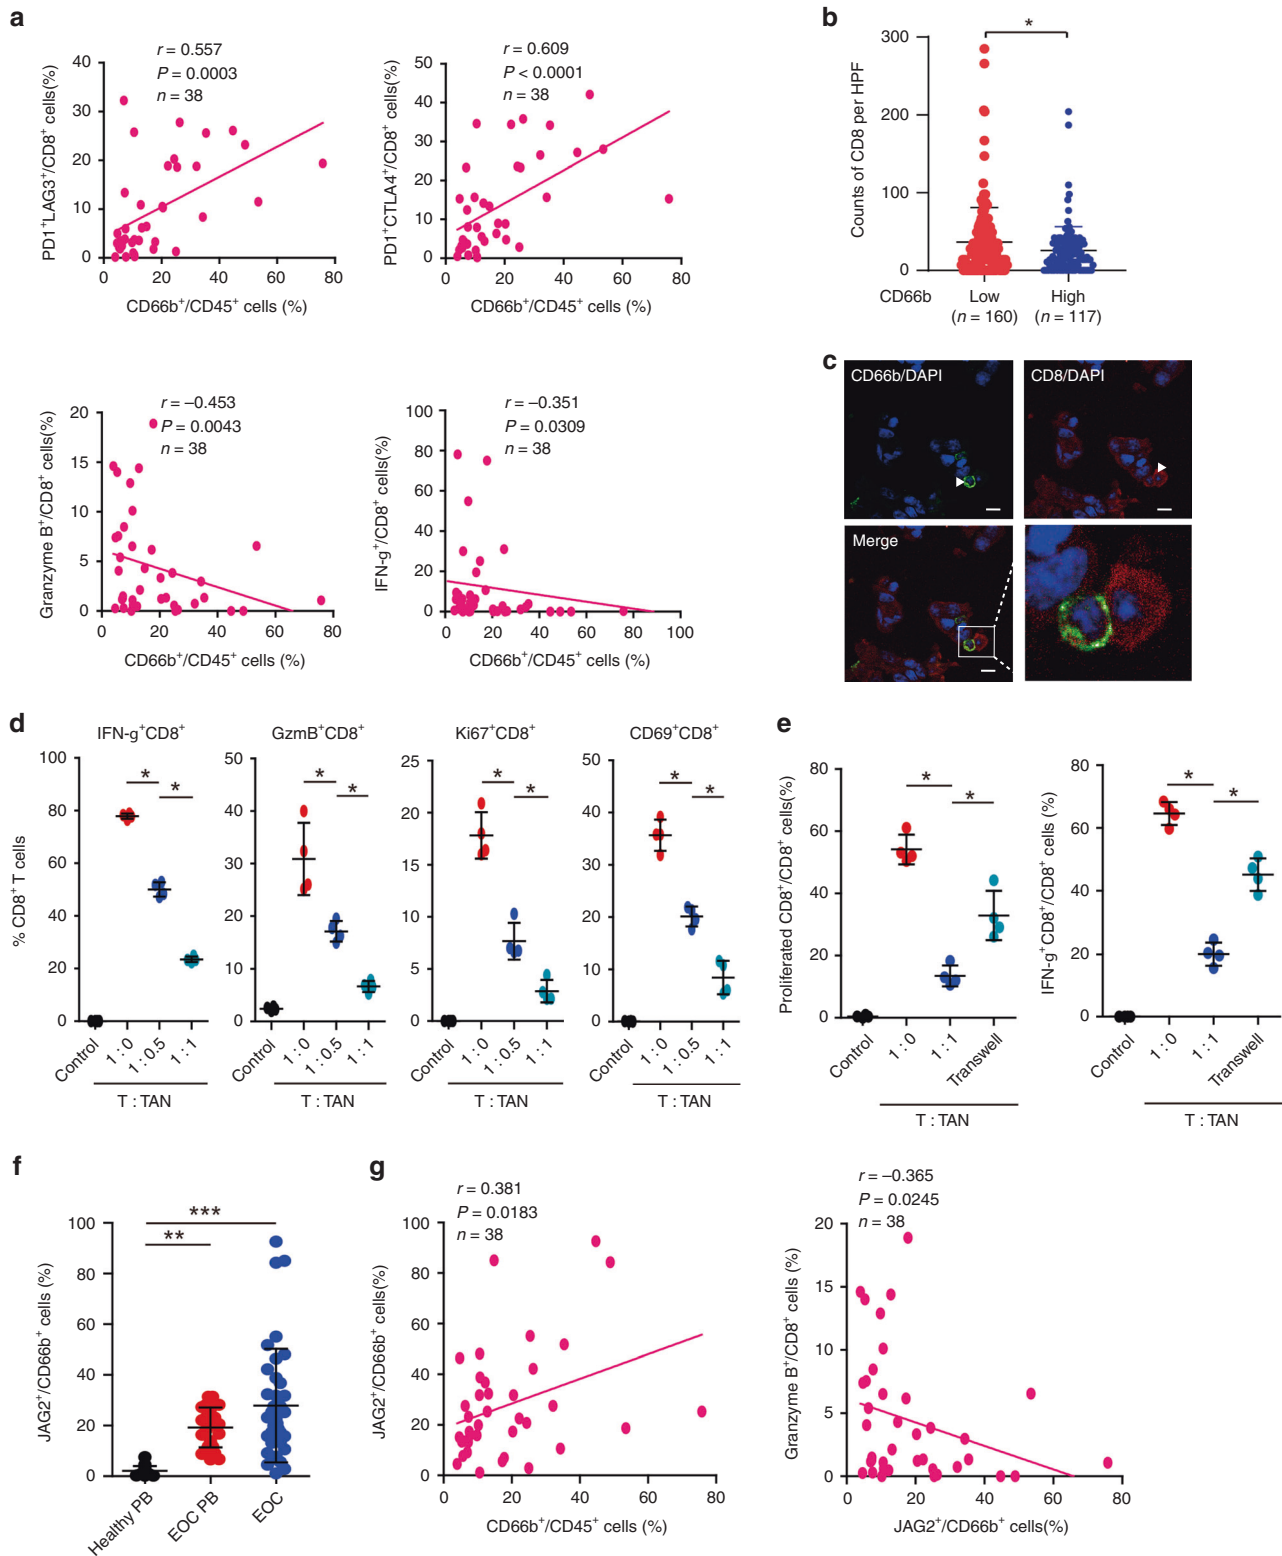 a
r = 0.557
P = 0.0003
n = 38
PD1+LAG3+/CD8+ cells(%)
40
30
20
10
0
0 20 40 60 80
CD66b+/CD45+ cells (%)
r = 0.609
P < 0.0001
n = 38
PD1+CTLA4+/CD8+ cells(%)
50
40
30
20
10
0
0 20 40 60 80
CD66b+/CD45+ cells (%)
r = –0.453
P = 0.0043
n = 38
Granzyme B+/CD8+ cells(%)
20
15
10
5
0
0 20 40 60 80
CD66b+/CD45+ cells (%)
r = –0.351
P = 0.0309
n = 38
IFN-g+/CD8+ cells(%)
100
80
60
40
20
0
0 20 40 60 80 100
CD66b+/CD45+ cells (%)
b
*
Counts of CD8 per HPF
300
200
100
0
CD66b Low High
(n = 160) (n = 117)
c
CD66b/DAPI
CD8/DAPI
Merge
d
IFN-g+CD8+
% CD8+ T cells
100
80
60
40
20
0
* *
Control 1:0 1:0.5 1:1
T : TAN
GzmB+CD8+
50
40
30
20
10
0
* *
Control 1:0 1:0.5 1:1
T : TAN
Ki67+CD8+
25
20
15
10
5
0
* *
Control 1:0 1:0.5 1:1
T : TAN
CD69+CD8+
50
40
30
20
10
0
* *
Control 1:0 1:0.5 1:1
T : TAN
e
Proliferated CD8+/CD8+ cells(%)
80
60
40
20
0
* *
Control 1:0 1:1 Transwell
T : TAN
IFN-g+CD8+/CD8+ cells (%)
80
60
40
20
0
* *
Control 1:0 1:1 Transwell
T : TAN
f
JAG2+/CD66b+ cells (%)
100
80
60
40
20
0
***
**
Healthy PB EOC PB EOC
g
r = 0.381
P = 0.0183
n = 38
JAG2+/CD66b+ cells(%)
100
80
60
40
20
0
0 20 40 60 80
CD66b+/CD45+ cells (%)
r = –0.365
P = 0.0245
n = 38
Granzyme B+/CD8+ cells (%)
20
15
10
5
0
0 20 40 60 80
JAG2+/CD66b+ cells(%)